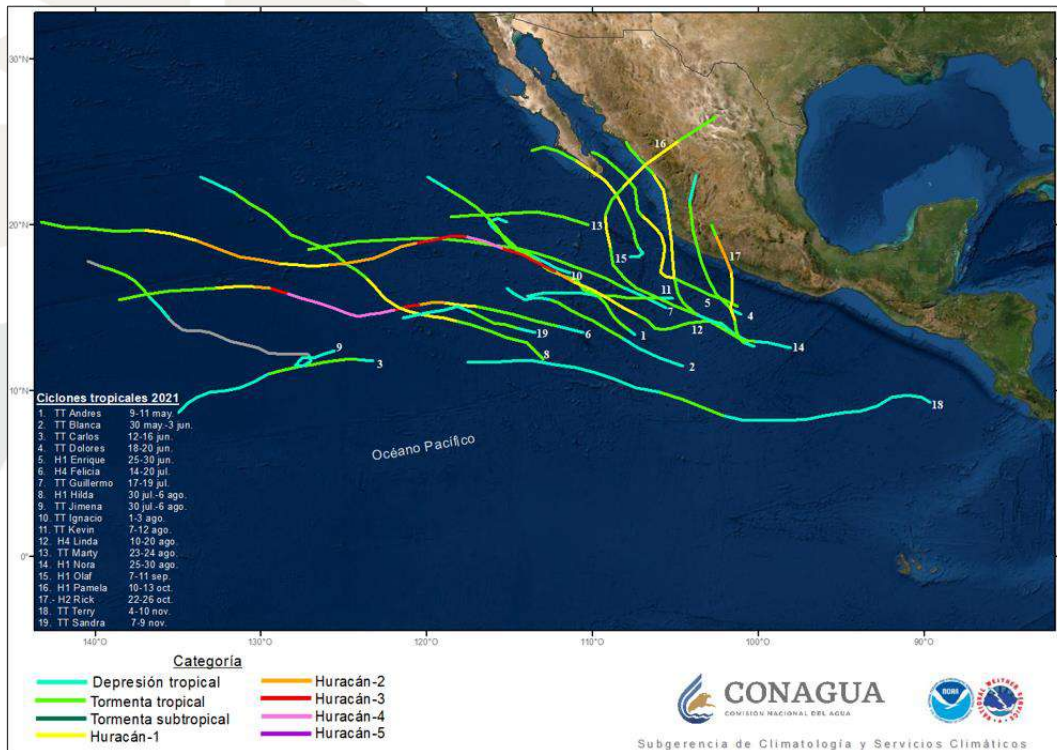 30°N
20°N
10°N
0°
16
13
17
15
10
11
7
5
4
12
14
1
19
6
9
8
2
3
18
Océano Pacífico
Ciclones tropicales 2021
1. TT Andres 9-11 may.
2. TT Blanca 30 may.-3 jun.
3. TT Carlos 12-16 jun.
4. TT Dolores 18-20 jun.
5. H1 Enrique 25-30 jun.
6. H4 Felicia 14-20 jul.
7. TT Guillermo 17-19 jul.
8. H1 Hilda 30 jul.-6 ago.
9. TT Jimena 30 jul.-6 ago.
10. TT Ignacio 1-3 ago.
11. TT Kevin 7-12 ago.
12. H4 Linda 10-20 ago.
13. TT Marty 23-24 ago.
14. H1 Nora 25-30 ago.
15. H1 Olaf 7-11 sep.
16. H1 Pamela 10-13 oct.
17.- H2 Rick 22-26 oct.
18. TT Terry 4-10 nov.
19. TT Sandra 7-9 nov.
140°O 130°O 120°O 110°O 100°O 90°O
Categoría
Depresión tropical
Tormenta tropical
Tormenta subtropical
Huracán-1
Huracán-2
Huracán-3
Huracán-4
Huracán-5
CONAGUA
COMISIÓN NACIONAL DEL AGUA
NOAA
NATIONAL WEATHER SERVICE
Subgerencia de Climatología y Servicios Climáticos